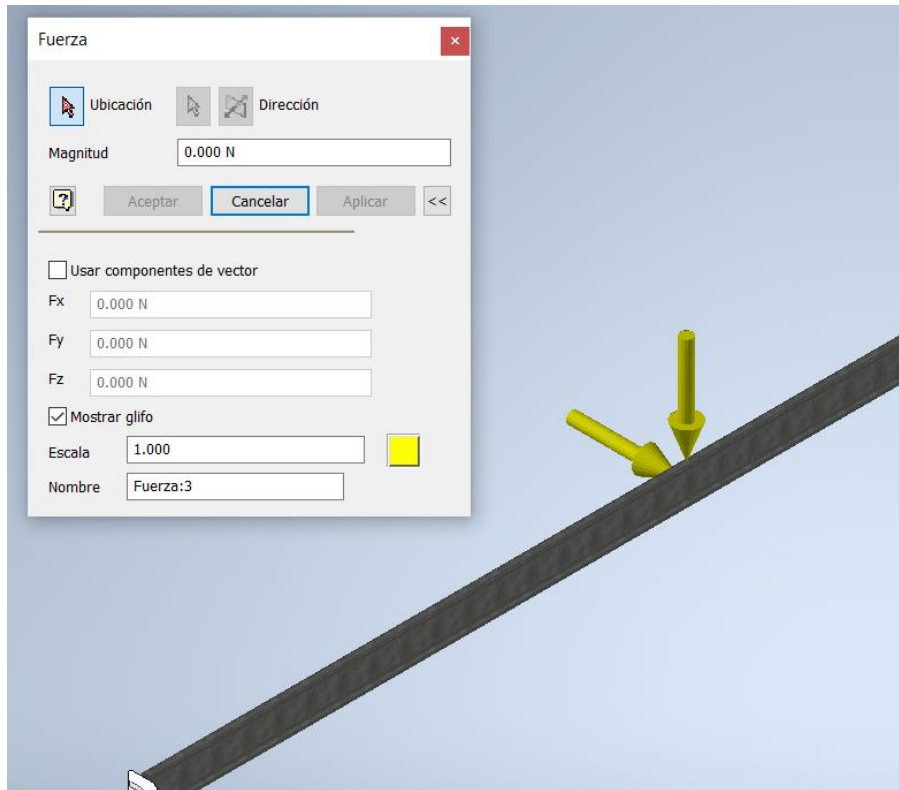 Fuerza
Ubicación Dirección
Magnitud 0.000 N
Aceptar Cancelar Aplicar <<
Usar componentes de vector
Fx 0.000 N
Fy 0.000 N
Fz 0.000 N
Mostrar glifo
Escala 1.000
Nombre Fuerza:3